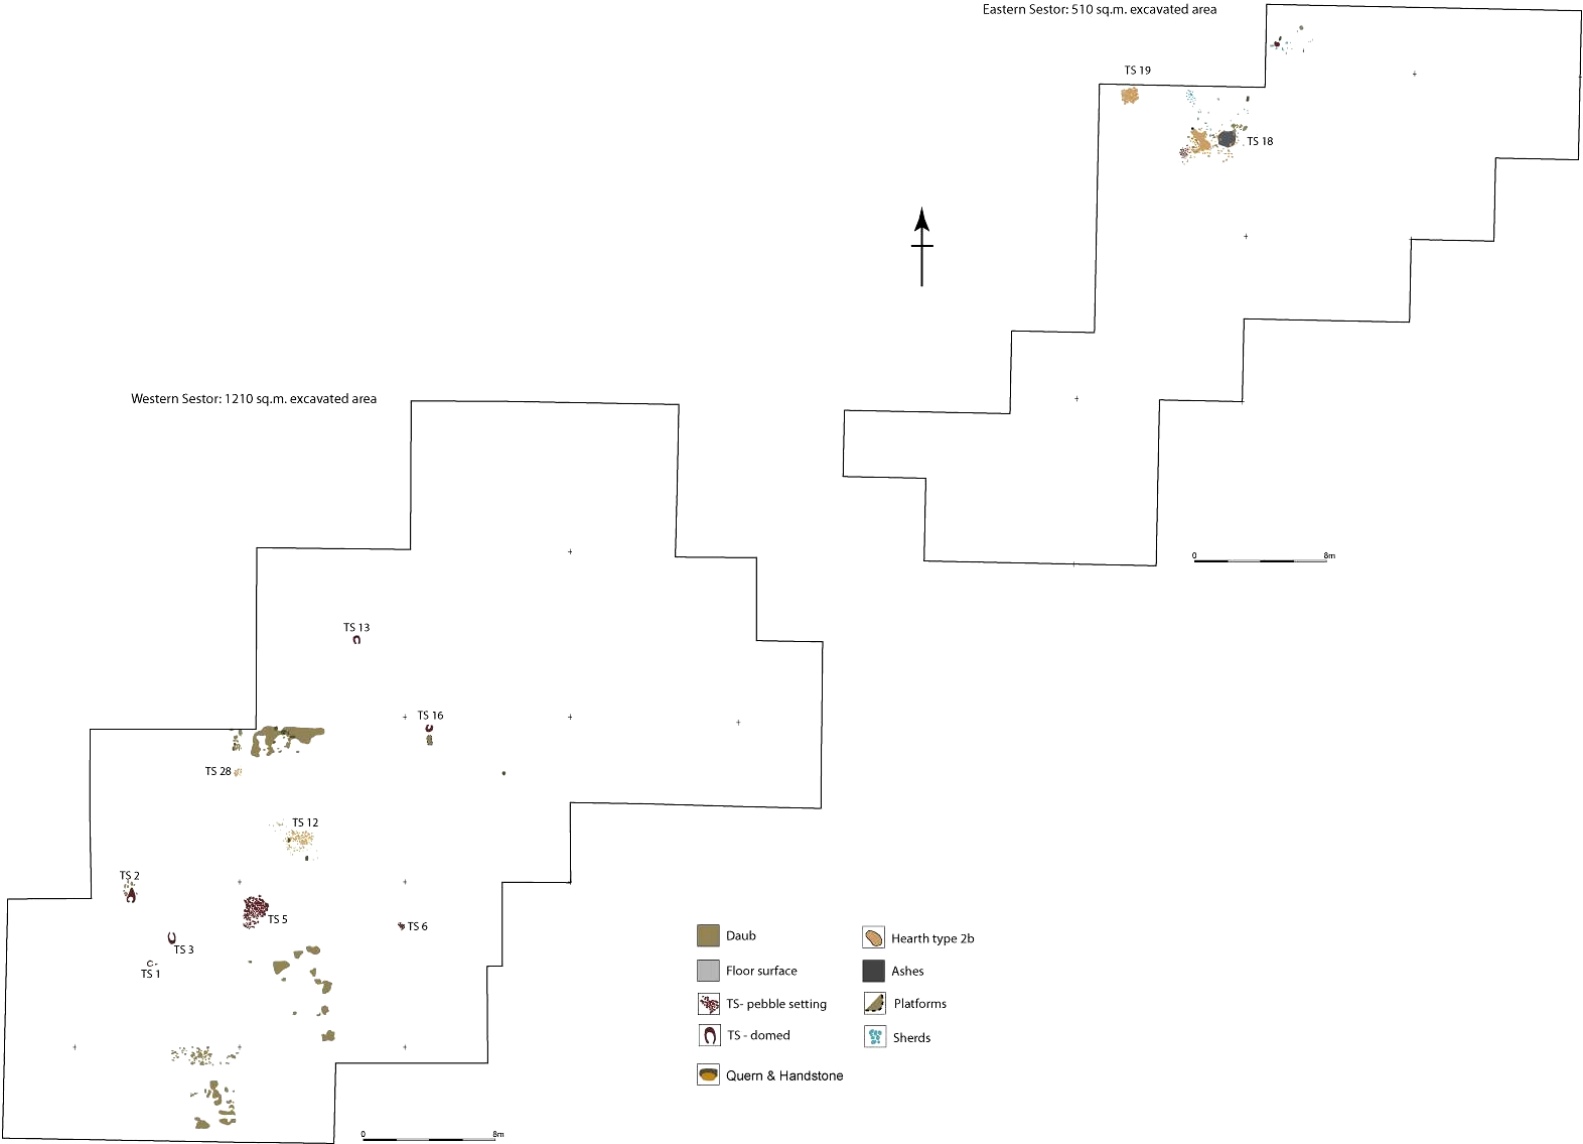 Eastern Sestor: 510 sq.m. excavated area
TS 19
TS 18
0 8m
Western Sestor: 1210 sq.m. excavated area
TS 13
TS 16
TS 28
TS 12
TS 2
TS 5
TS 6
TS 3
TS 1
Daub
Hearth type 2b
Floor surface
Ashes
TS- pebble setting
Platforms
TS - domed
Sherds
Quern & Handstone
0 8m